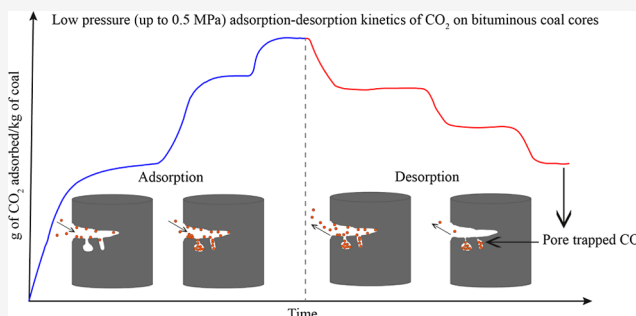 Low pressure (up to 0.5 MPa) adsorption-desorption kinetics of CO₂ on bituminous coal cores
g of CO₂ adsorbed/kg of coal
Adsorption
Desorption
Pore trapped CO
Time